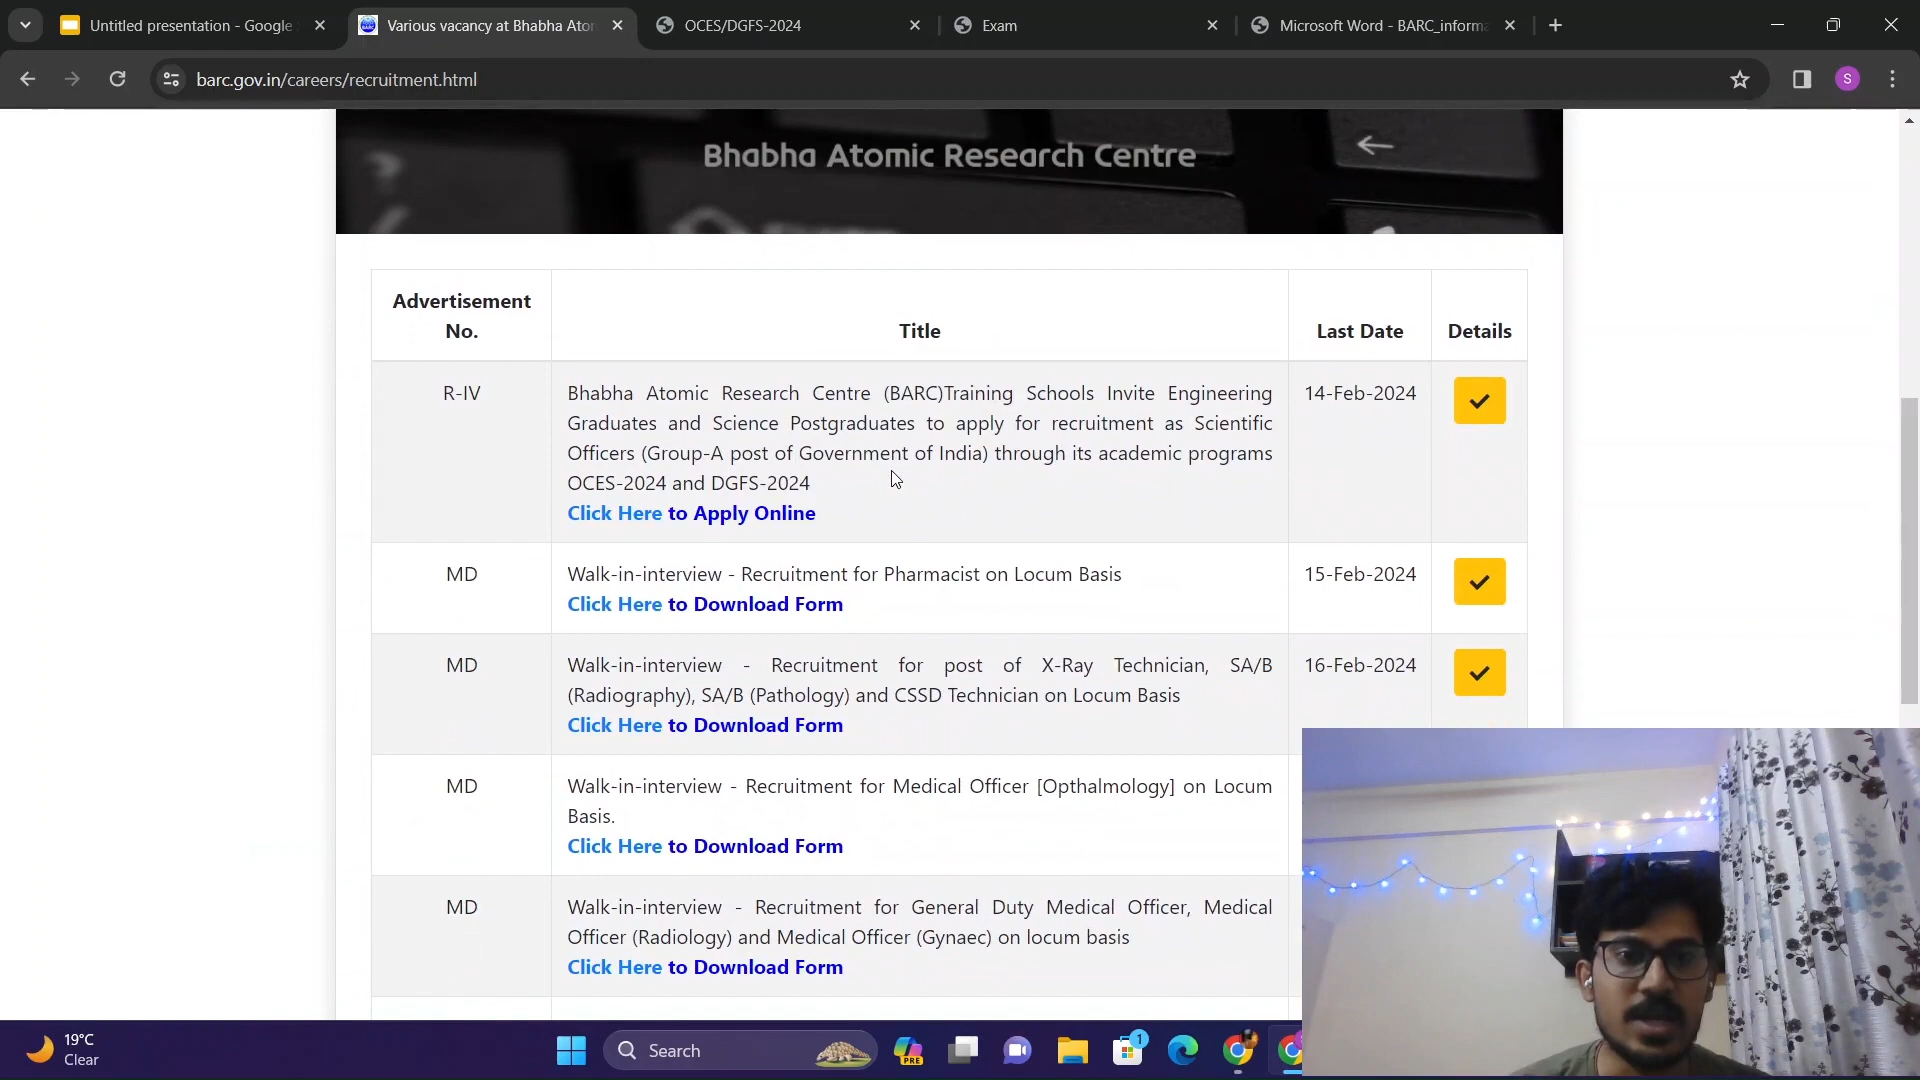 Untitled presentation - Google
Various vacancy at Bhabha Ato
OCES/DGFS-2024
Exam
Microsoft Word - BARC_informa
barc.gov.in/careers/recruitment.html
S
Bhabha Atomic Research Centre
Advertisement No.
Title
Last Date
Details
R-IV
Bhabha Atomic Research Centre (BARC)Training Schools Invite Engineering
Graduates and Science Postgraduates to apply for recruitment as Scientific
Officers (Group-A post of Government of India) through its academic programs
OCES-2024 and DGFS-2024
Click Here to Apply Online
14-Feb-2024
MD
Walk-in-interview - Recruitment for Pharmacist on Locum Basis
Click Here to Download Form
15-Feb-2024
MD
Walk-in-interview - Recruitment for post of X-Ray Technician, SA/B
(Radiography), SA/B (Pathology) and CSSD Technician on Locum Basis
Click Here to Download Form
16-Feb-2024
MD
Walk-in-interview - Recruitment for Medical Officer [Opthalmology] on Locum
Basis.
Click Here to Download Form
MD
Walk-in-interview - Recruitment for General Duty Medical Officer, Medical
Officer (Radiology) and Medical Officer (Gynaec) on locum basis
Click Here to Download Form
19°C
Clear
Search
PRE
1